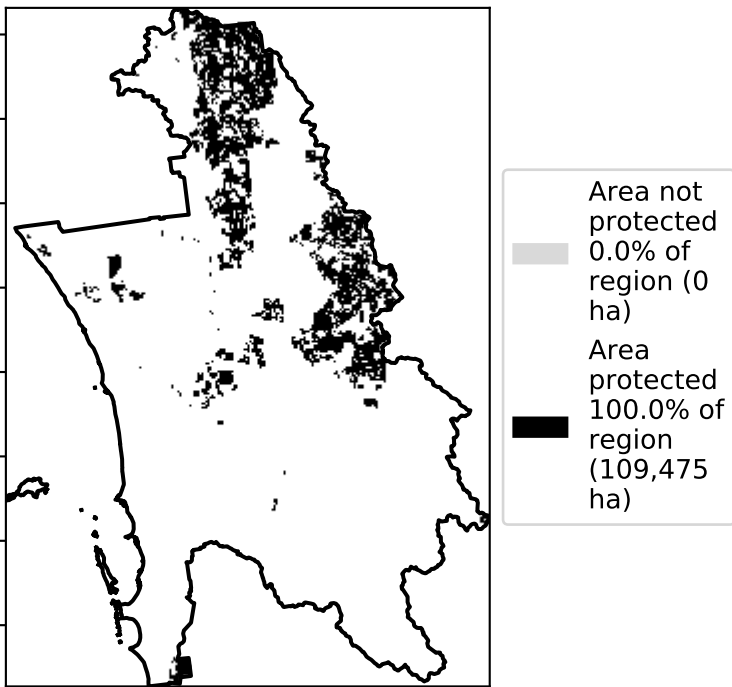 Area not
protected
0.0% of
region (0
ha)
Area
protected
100.0% of
region
(109,475
ha)